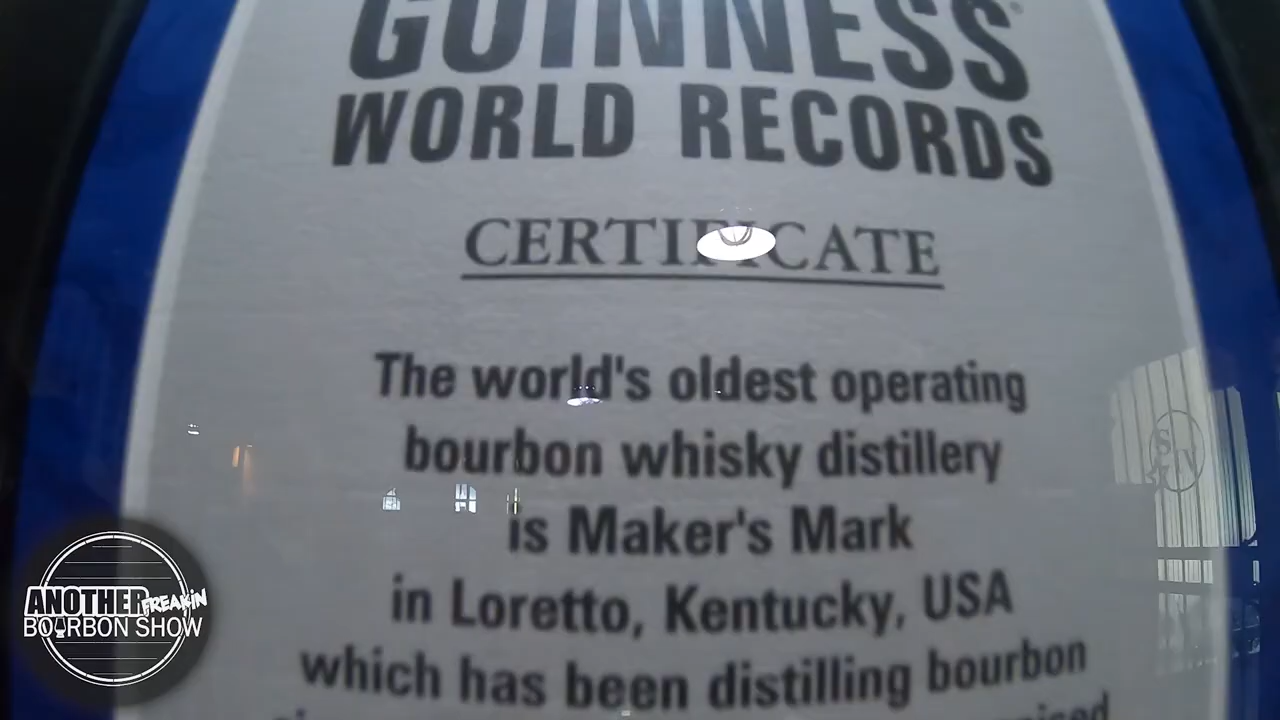 GUINNESS
WORLD RECORDS
CERTIFICATE
The world's oldest operating
bourbon whisky distillery
is Maker's Mark
in Loretto, Kentucky, USA
which has been distilling bourbon
ANOTHER FREAKIN
BOURBON SHOW